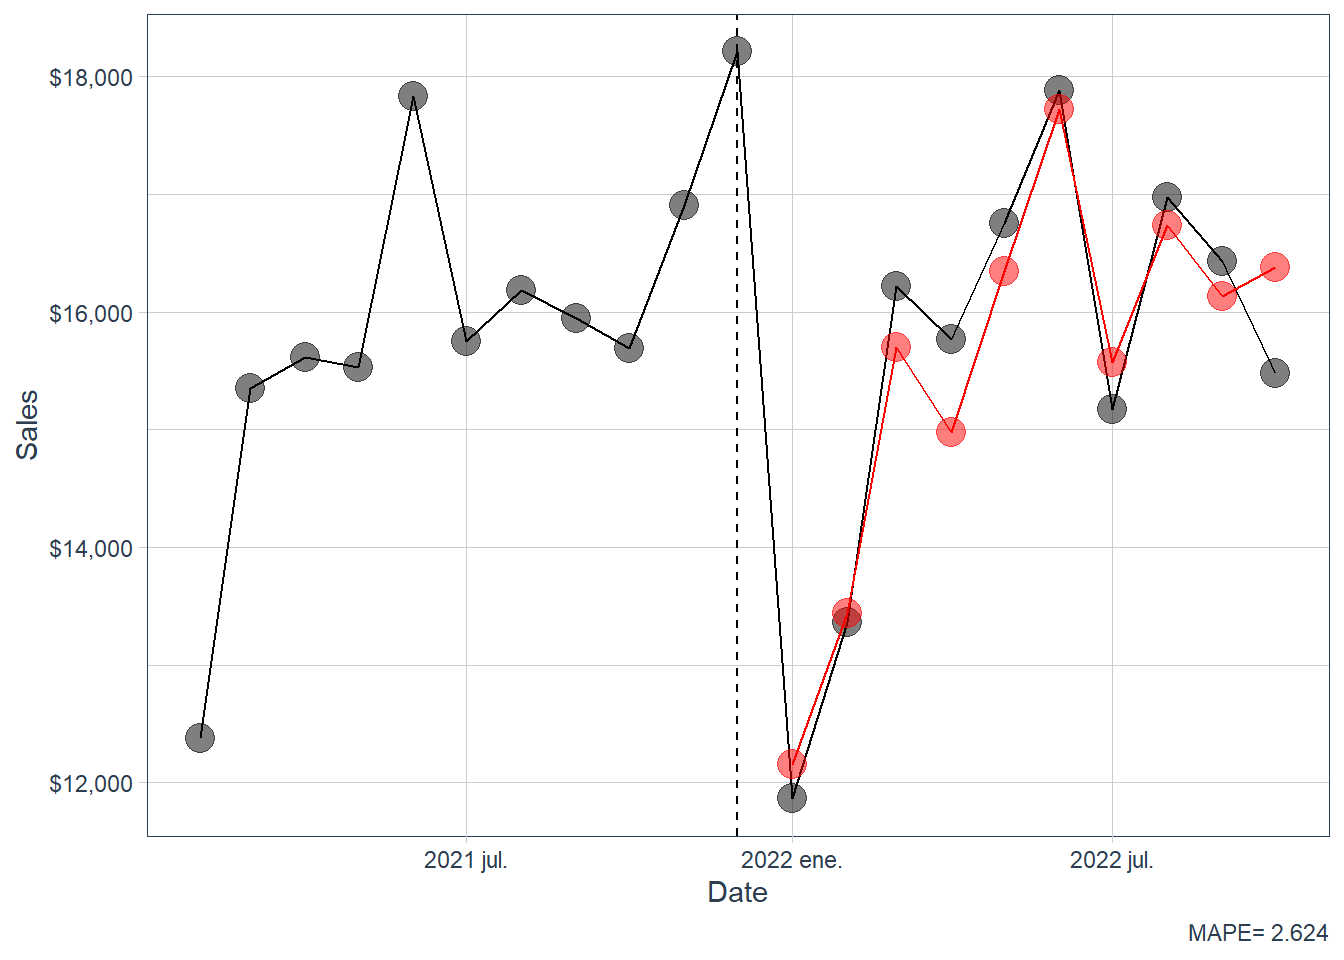 $18,000
$16,000
$14,000
$12,000
Sales
2021 jul.
2022 ene.
2022 jul.
Date
MAPE= 2.624